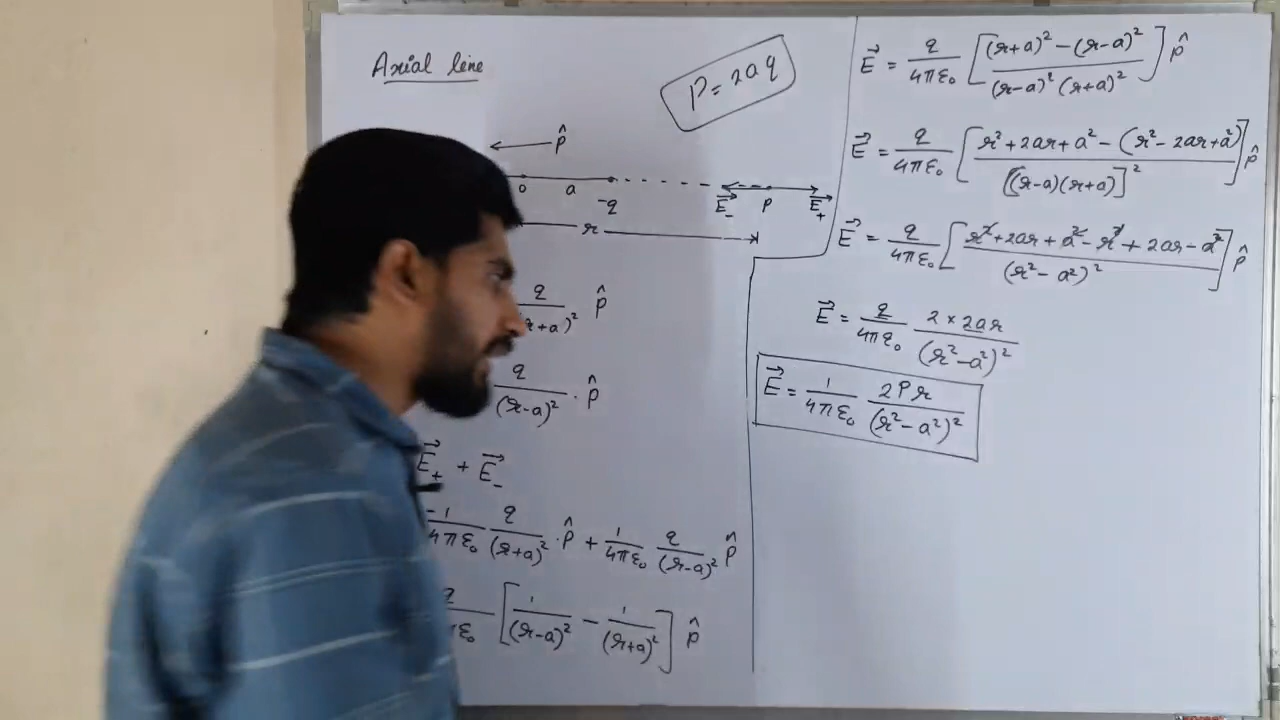 Axial line
P = 2aq
p̂
o a -q E⃗₋ P E⃗₊
r
q/(r+a)² p̂
q/(r-a)² · p̂
E⃗₊ + E⃗₋
-1/4πε₀ q/(r+a)² · p̂ + 1/4πε₀ q/(r-a)² p̂
[1/(r-a)² - 1/(r+a)²] p̂
E⃗ = q/4πε₀ [((r+a)² - (r-a)²)/((r-a)² (r+a)²)] p̂
E⃗ = q/4πε₀ [(r² + 2ar + a² - (r² - 2ar + a²))/[(r-a)(r+a)]²] p̂
E⃗ = q/4πε₀ [(r² + 2ar + a² - r² + 2ar - a²)/(r² - a²)²] p̂
E⃗ = q/4πε₀ 2×2ar/(r² - a²)²
E⃗ = 1/4πε₀ 2Pr/(r² - a²)²